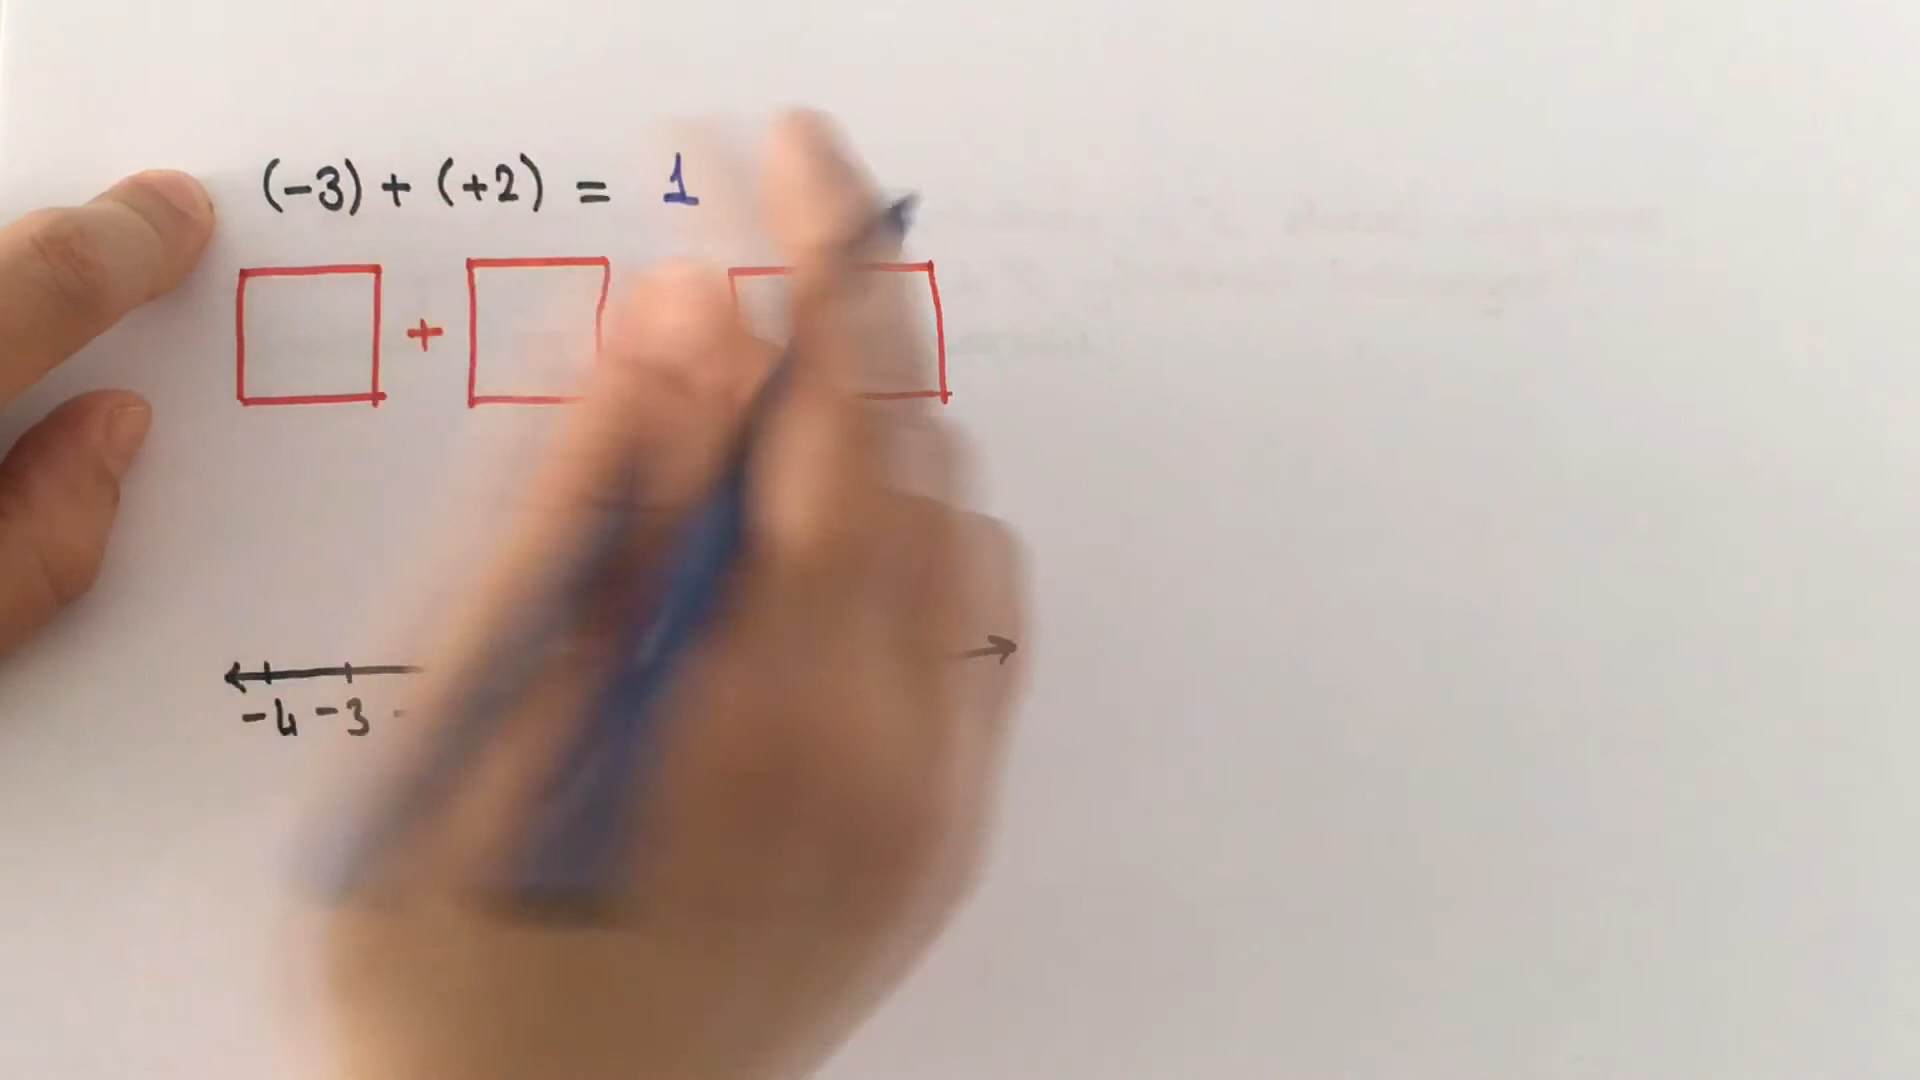 (-3) + (+2) = 1
+
-4 -3 -